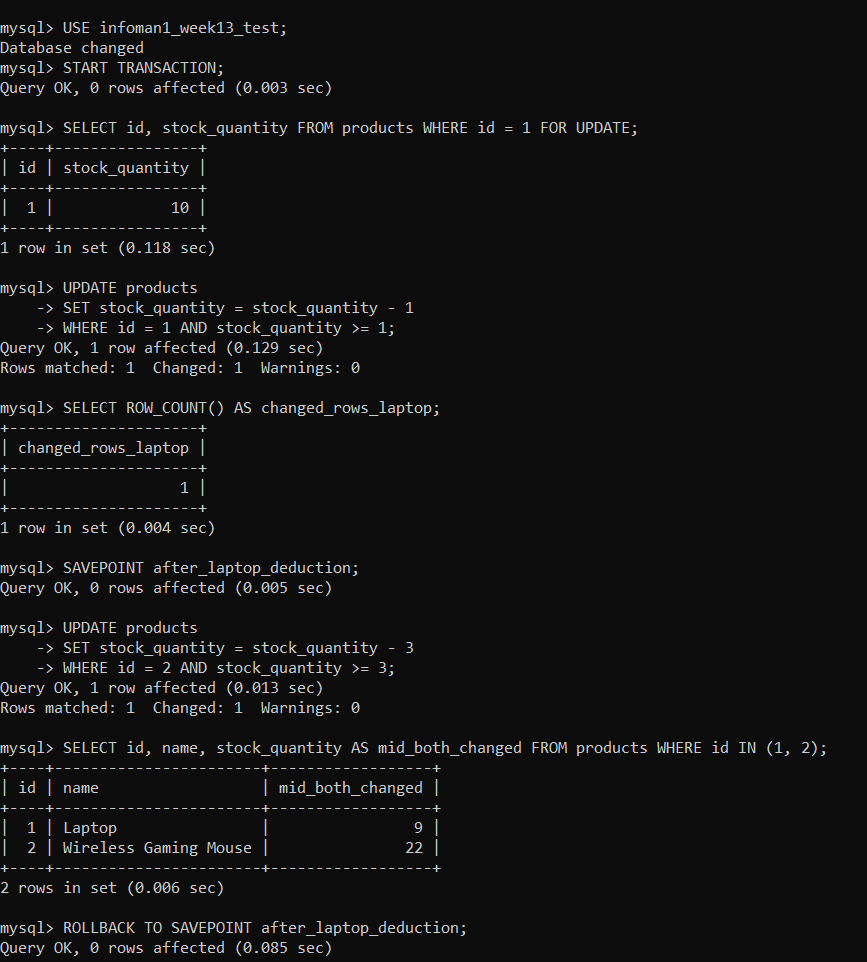 mysql> USE infoman1_week13_test;
Database changed
mysql> START TRANSACTION;
Query OK, 0 rows affected (0.003 sec)

mysql> SELECT id, stock_quantity FROM products WHERE id = 1 FOR UPDATE;
+----+----------------+
| id | stock_quantity |
+----+----------------+
|  1 |             10 |
+----+----------------+
1 row in set (0.118 sec)

mysql> UPDATE products
    -> SET stock_quantity = stock_quantity - 1
    -> WHERE id = 1 AND stock_quantity >= 1;
Query OK, 1 row affected (0.129 sec)
Rows matched: 1  Changed: 1  Warnings: 0

mysql> SELECT ROW_COUNT() AS changed_rows_laptop;
+---------------------+
| changed_rows_laptop |
+---------------------+
|                   1 |
+---------------------+
1 row in set (0.004 sec)

mysql> SAVEPOINT after_laptop_deduction;
Query OK, 0 rows affected (0.005 sec)

mysql> UPDATE products
    -> SET stock_quantity = stock_quantity - 3
    -> WHERE id = 2 AND stock_quantity >= 3;
Query OK, 1 row affected (0.013 sec)
Rows matched: 1  Changed: 1  Warnings: 0

mysql> SELECT id, name, stock_quantity AS mid_both_changed FROM products WHERE id IN (1, 2);
+----+-----------------------+------------------+
| id | name                  | mid_both_changed |
+----+-----------------------+------------------+
|  1 | Laptop                |                9 |
|  2 | Wireless Gaming Mouse |               22 |
+----+-----------------------+------------------+
2 rows in set (0.006 sec)

mysql> ROLLBACK TO SAVEPOINT after_laptop_deduction;
Query OK, 0 rows affected (0.085 sec)